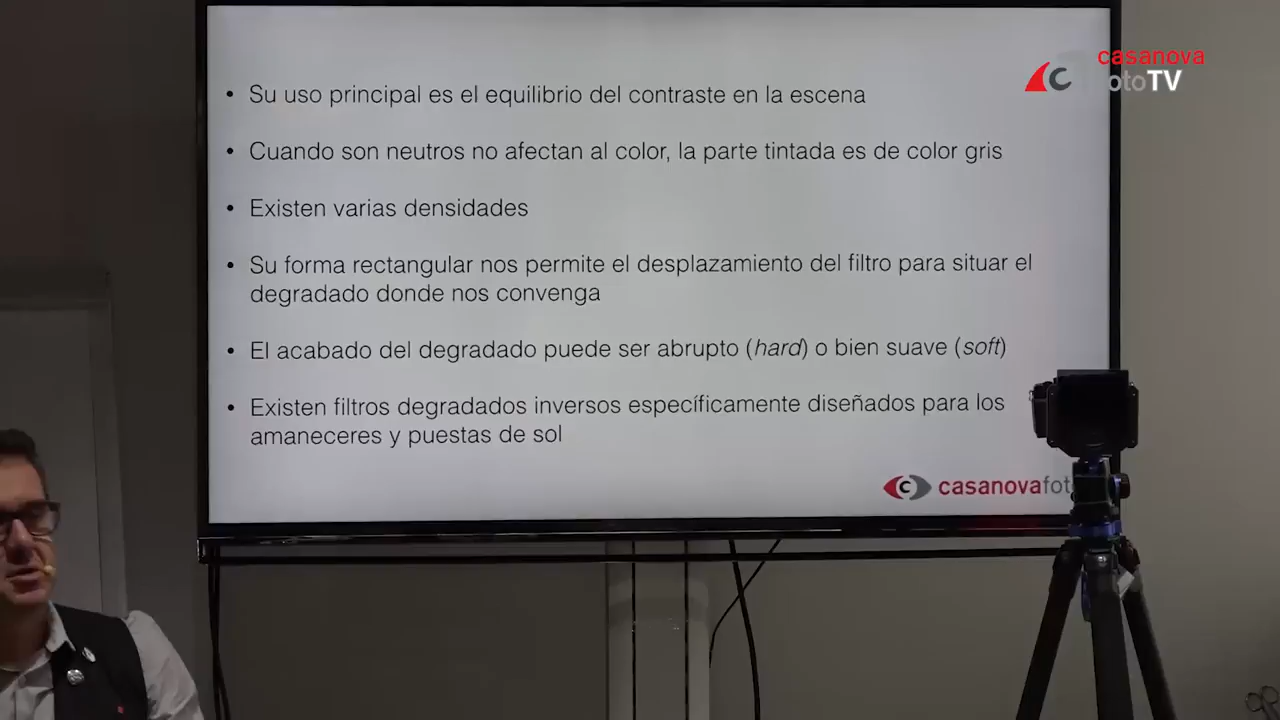 casanova
fotoTV
• Su uso principal es el equilibrio del contraste en la escena
• Cuando son neutros no afectan al color, la parte tintada es de color gris
• Existen varias densidades
• Su forma rectangular nos permite el desplazamiento del filtro para situar el
degradado donde nos convenga
• El acabado del degradado puede ser abrupto (hard) o bien suave (soft)
• Existen filtros degradados inversos específicamente diseñados para los
amaneceres y puestas de sol
casanovafot